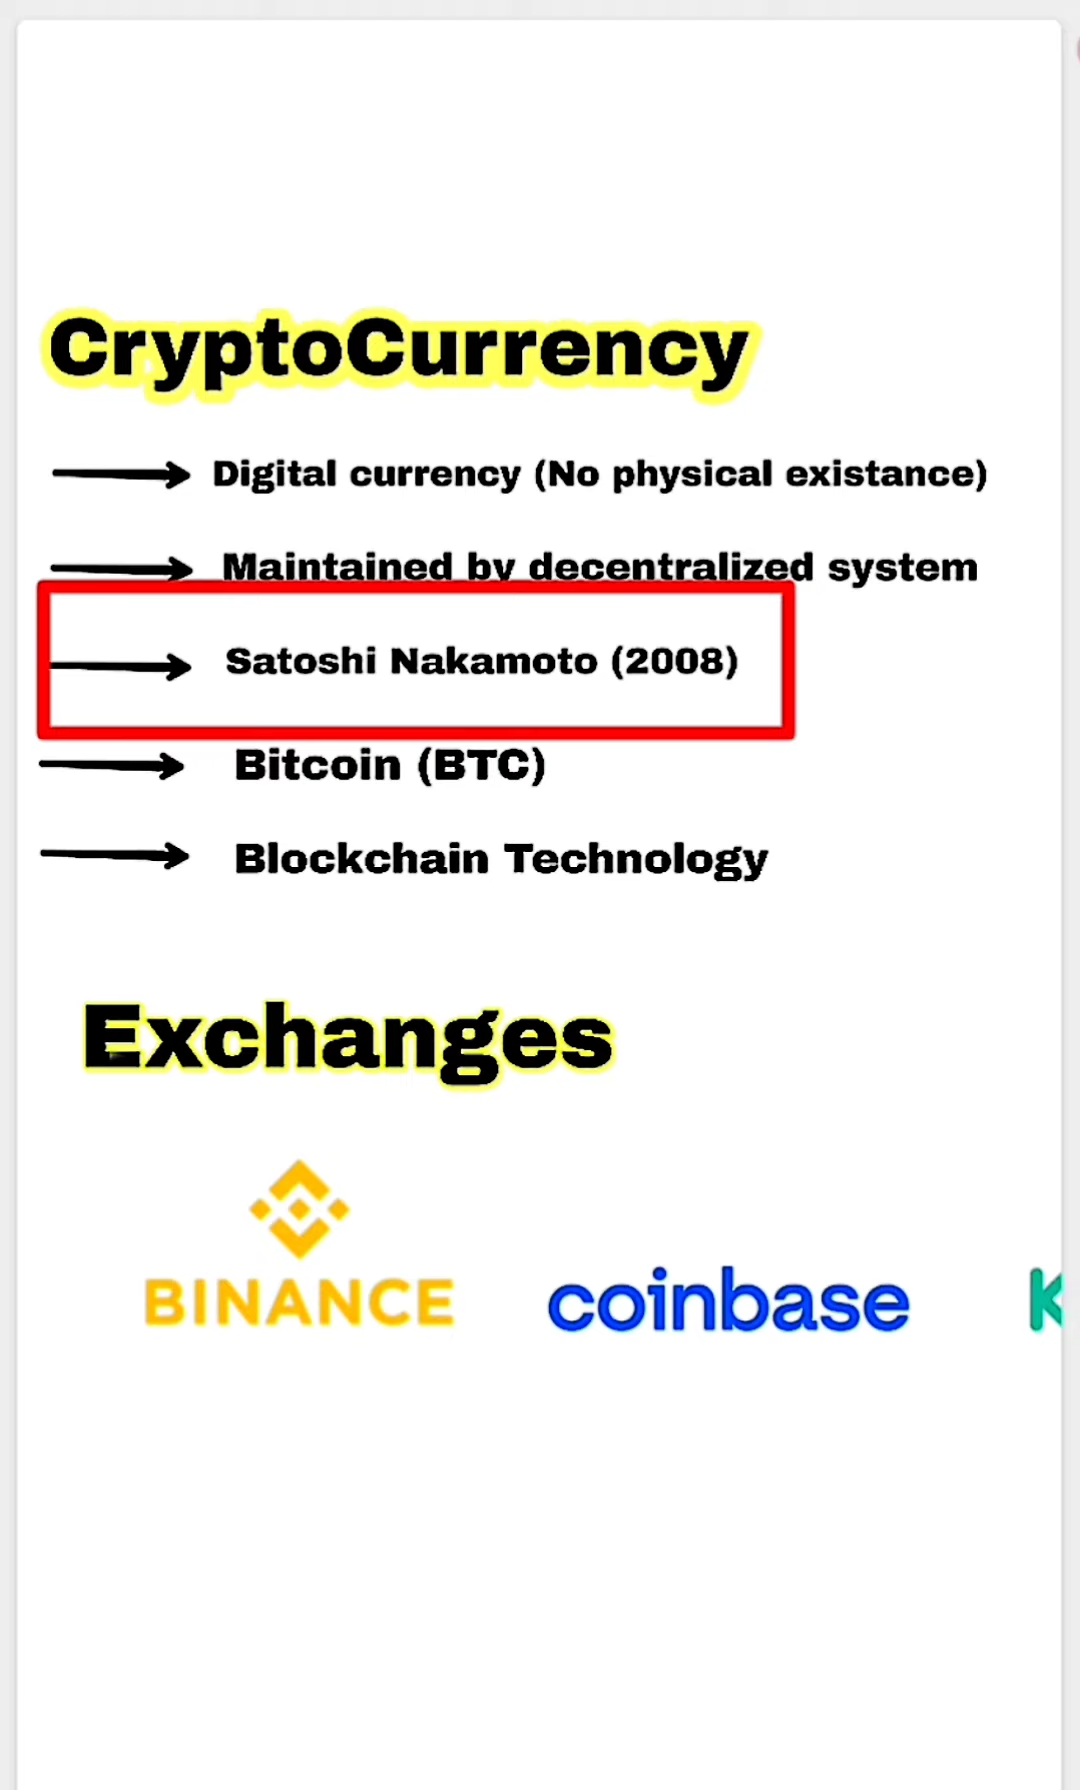 CryptoCurrency
Digital currency (No physical existance)
Maintained by decentralized system
Satoshi Nakamoto (2008)
Bitcoin (BTC)
Blockchain Technology
Exchanges
BINANCE
coinbase